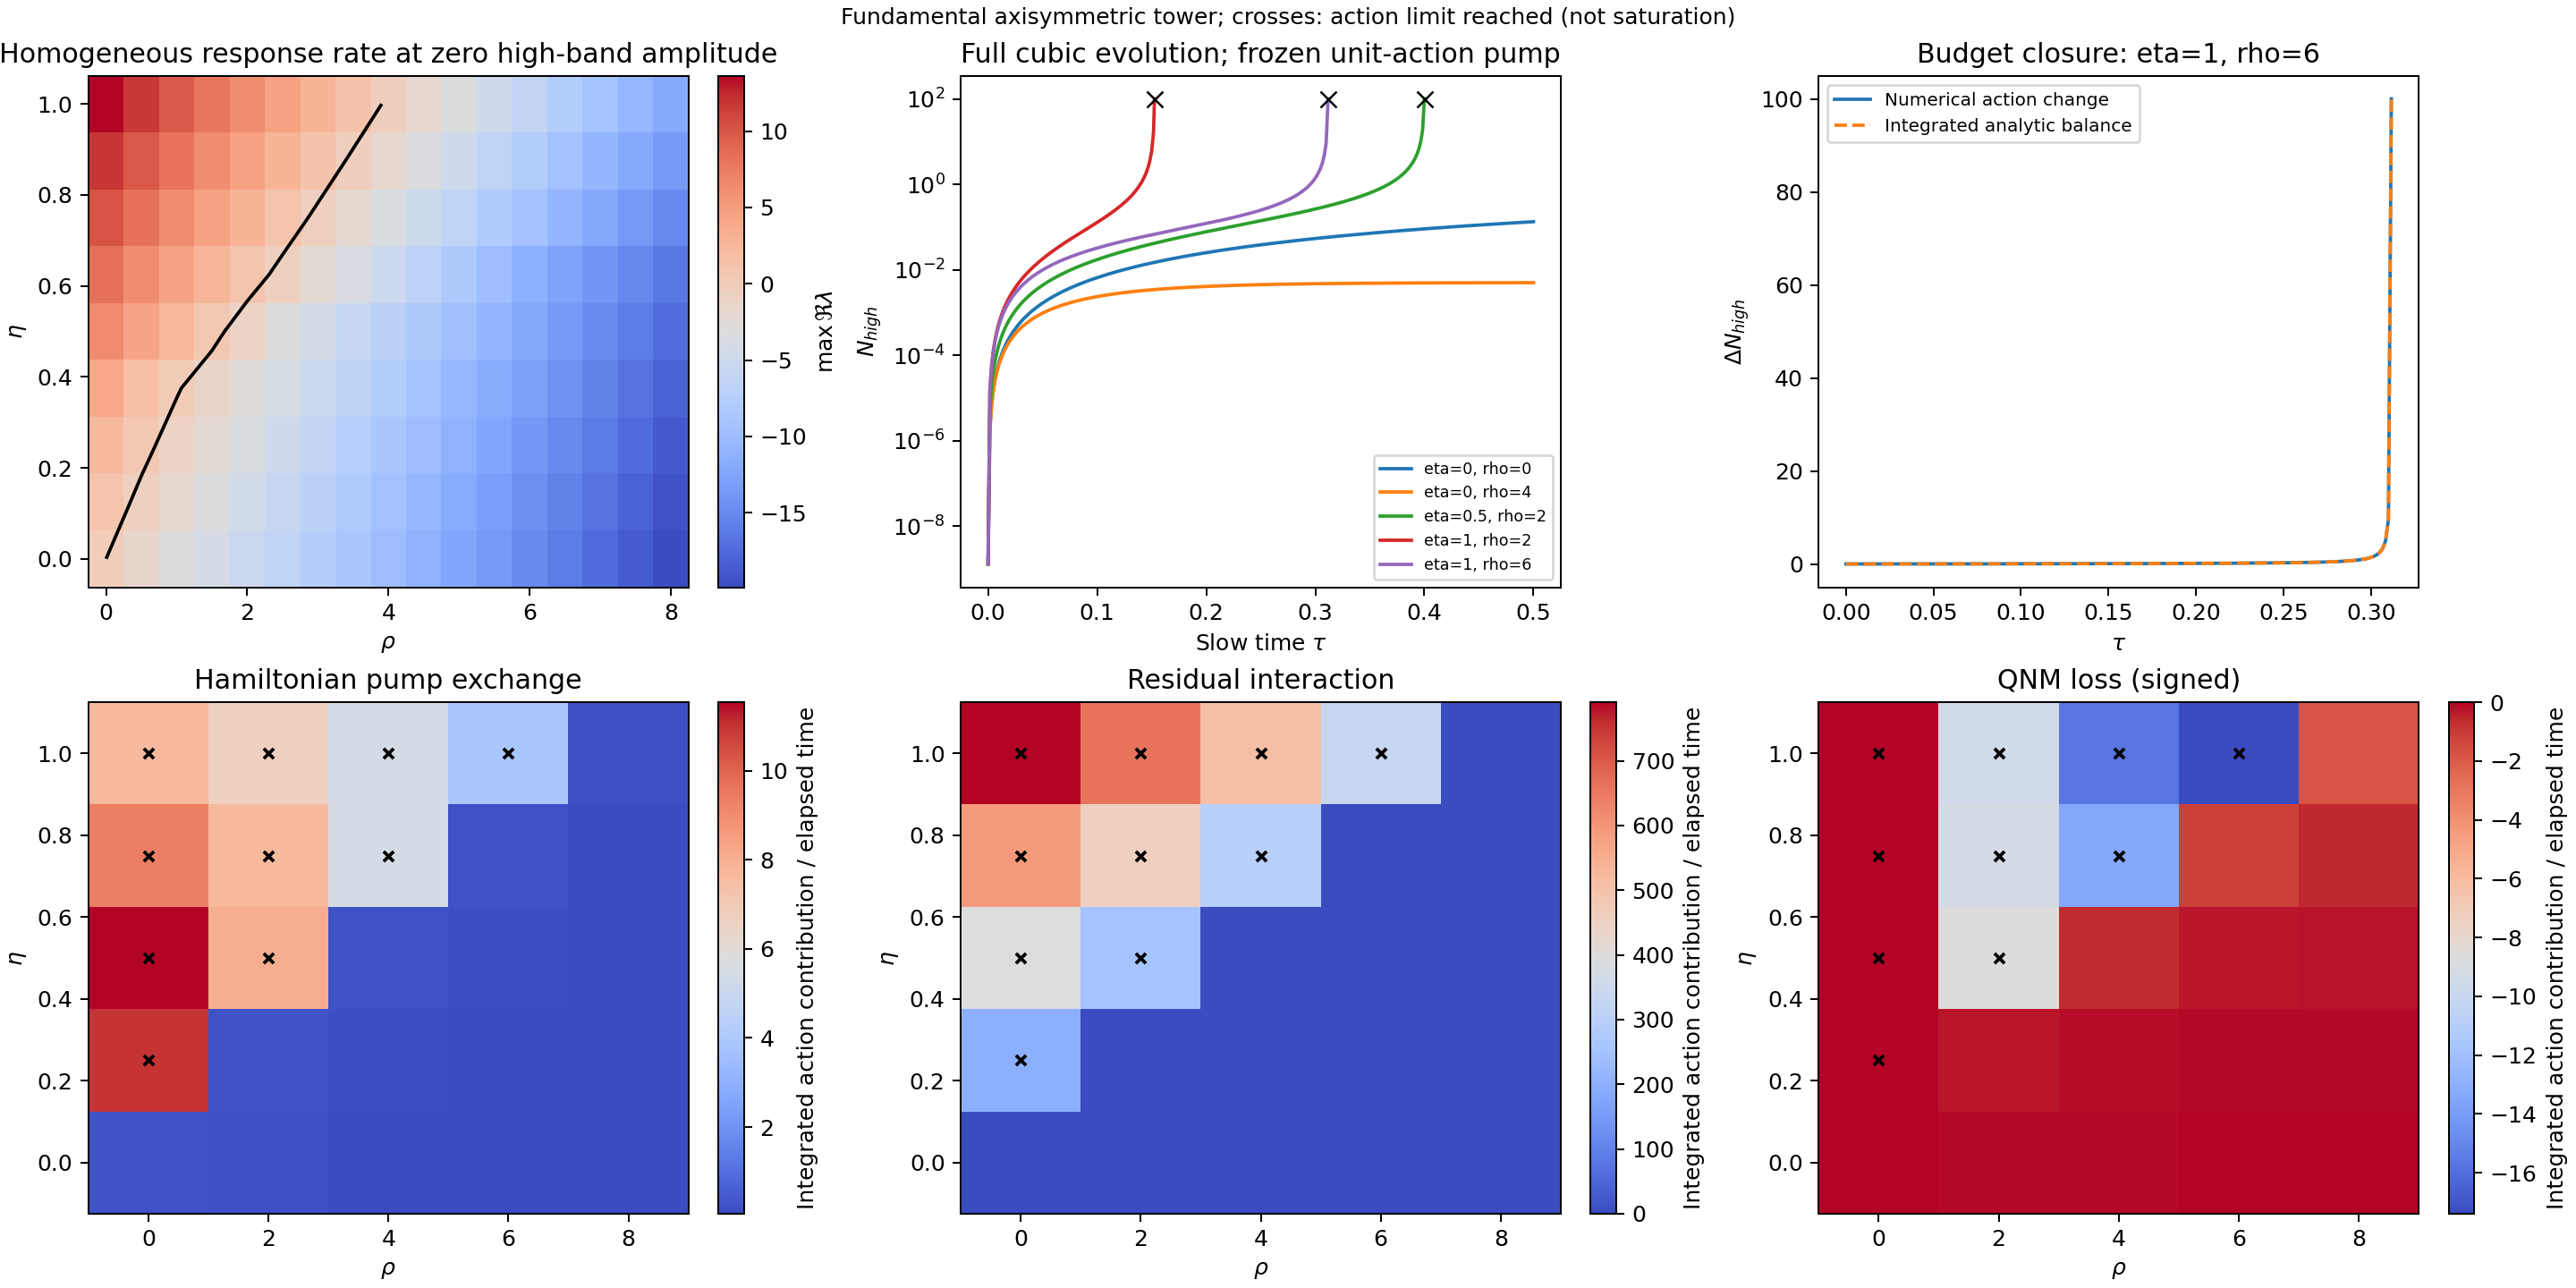 Fundamental axisymmetric tower; crosses: action limit reached (not saturation)
Homogeneous response rate at zero high-band amplitude
1.0
0.8
0.6
0.4
0.2
0.0
η
0 2 4 6 8
ρ
10
5
0
−5
−10
−15
max ℜλ
Full cubic evolution; frozen unit-action pump
10²
10⁰
10⁻²
10⁻⁴
10⁻⁶
10⁻⁸
N_high
eta=0, rho=0
eta=0, rho=4
eta=0.5, rho=2
eta=1, rho=2
eta=1, rho=6
0.0 0.1 0.2 0.3 0.4 0.5
Slow time τ
Budget closure: eta=1, rho=6
Numerical action change
Integrated analytic balance
100
80
60
40
20
0
ΔN_high
0.00 0.05 0.10 0.15 0.20 0.25 0.30
τ
Hamiltonian pump exchange
1.0
0.8
0.6
0.4
0.2
0.0
η
0 2 4 6 8
ρ
10
8
6
4
2
Integrated action contribution / elapsed time
Residual interaction
1.0
0.8
0.6
0.4
0.2
0.0
η
0 2 4 6 8
ρ
700
600
500
400
300
200
100
0
Integrated action contribution / elapsed time
QNM loss (signed)
1.0
0.8
0.6
0.4
0.2
0.0
η
0 2 4 6 8
ρ
0
−2
−4
−6
−8
−10
−12
−14
−16
Integrated action contribution / elapsed time